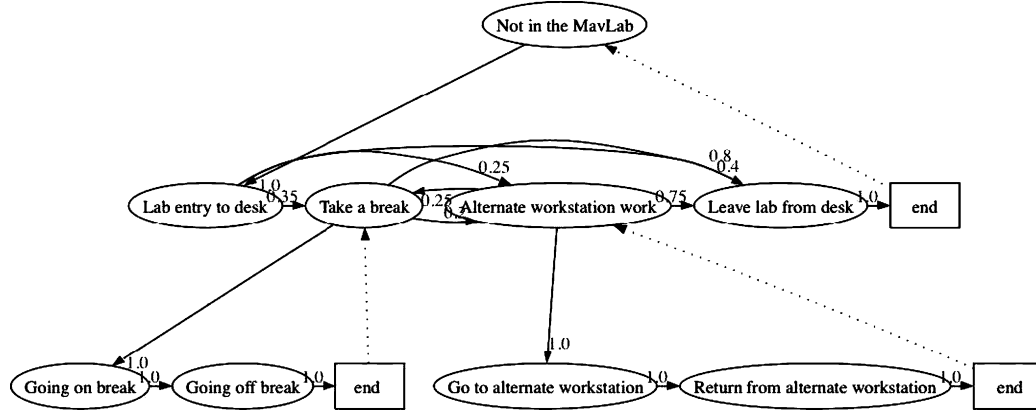 Not in the MavLab
0.25
0.8
0.4
1.0
0.35
0.25
0.75
1.0
Lab entry to desk
Take a break
Alternate workstation work
Leave lab from desk
end
1.0
1.0
1.0
1.0
1.0
1.0
Going on break
Going off break
end
Go to alternate workstation
Return from alternate workstation
end